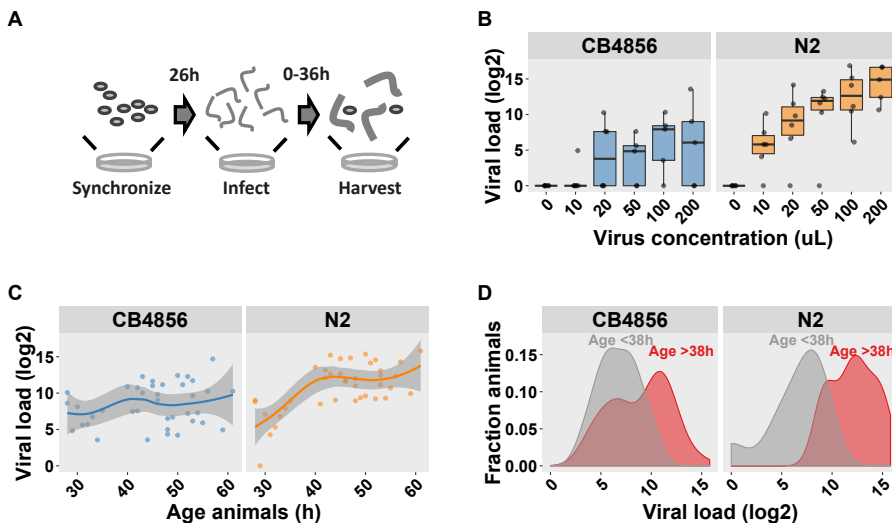 A
26h
0-36h
Synchronize
Infect
Harvest
B
CB4856
N2
Viral load (log2)
15
10
5
0
0
10
20
50
100
200
0
10
20
50
100
200
Virus concentration (uL)
C
CB4856
N2
Viral load (log2)
15
10
5
0
30
40
50
60
30
40
50
60
Age animals (h)
D
CB4856
N2
Fraction animals
0.15
0.10
0.05
0.00
Age <38h
Age >38h
Age <38h
Age >38h
0
5
10
15
0
5
10
15
Viral load (log2)